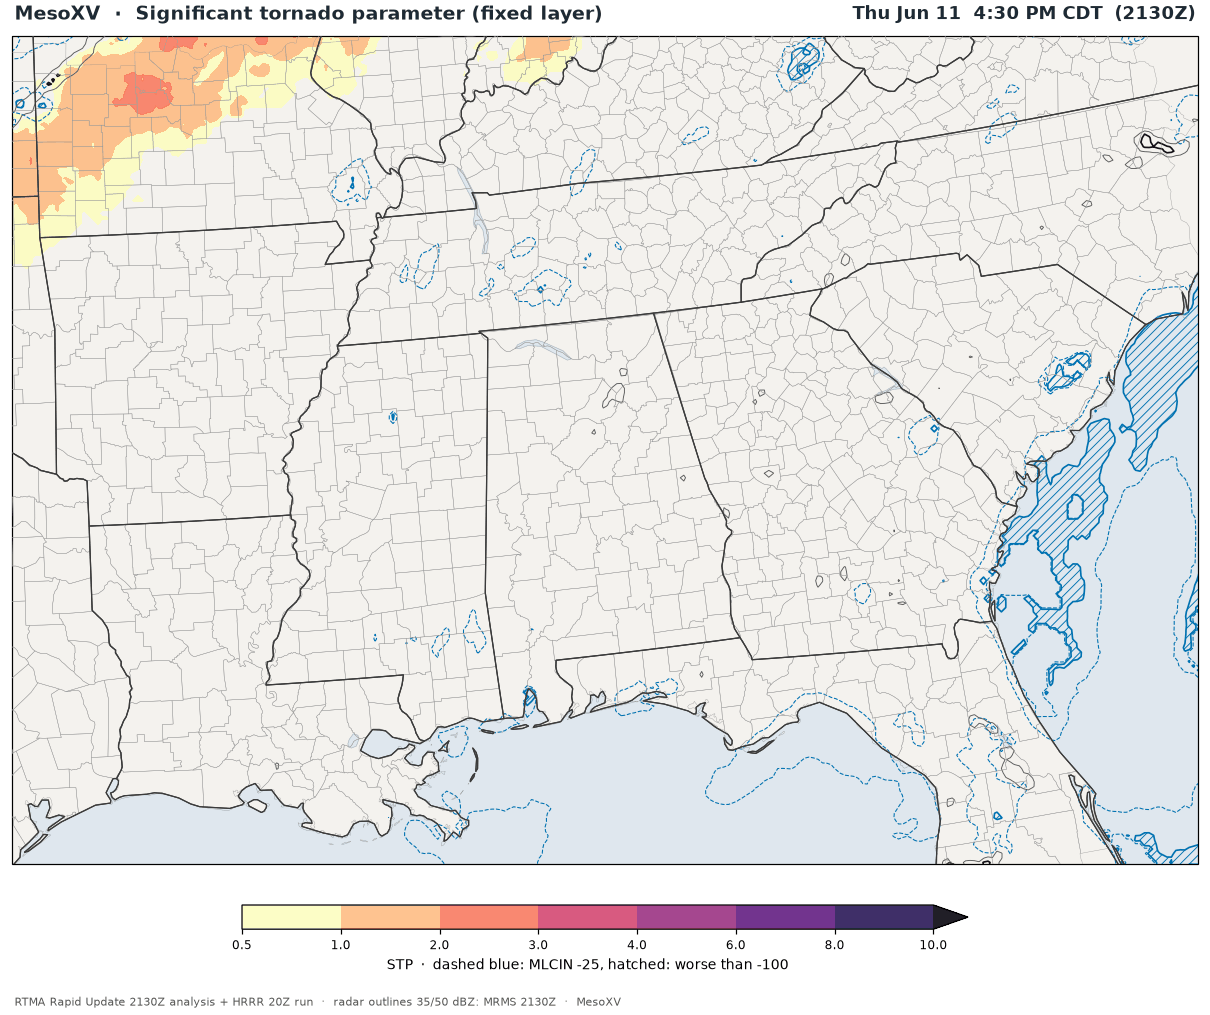 MesoXV · Significant tornado parameter (fixed layer)
Thu Jun 11 4:30 PM CDT (2130Z)
0.5 1.0 2.0 3.0 4.0 6.0 8.0 10.0
STP · dashed blue: MLCIN -25, hatched: worse than -100
RTMA Rapid Update 2130Z analysis + HRRR 20Z run · radar outlines 35/50 dBZ: MRMS 2130Z · MesoXV